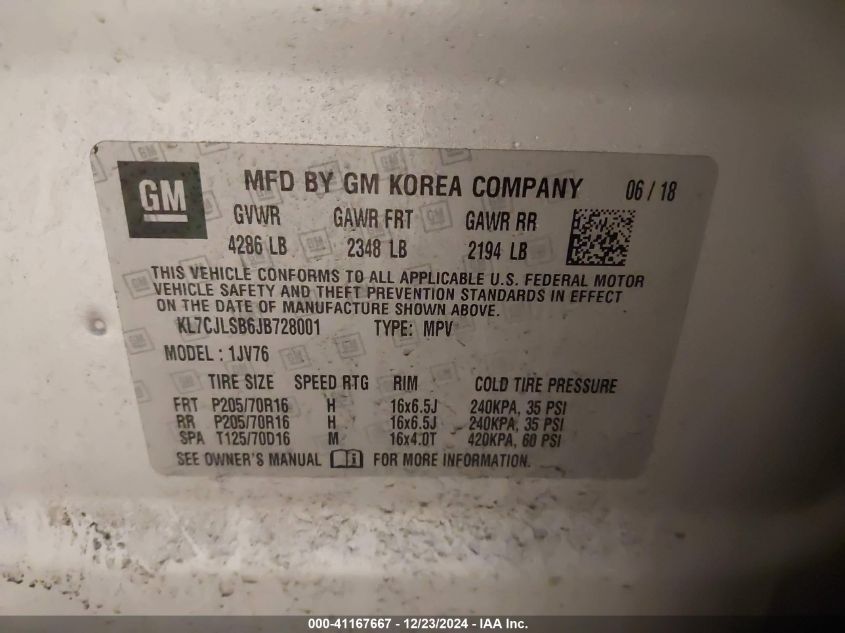 GM
MFD BY GM KOREA COMPANY 06 / 18
GVWR GAWR FRT GAWR RR
4286 LB 2348 LB 2194 LB
THIS VEHICLE CONFORMS TO ALL APPLICABLE U.S. FEDERAL MOTOR
VEHICLE SAFETY AND THEFT PREVENTION STANDARDS IN EFFECT
ON THE DATE OF MANUFACTURE SHOWN ABOVE.
KL7CJLSB6JB728001 TYPE: MPV
MODEL : 1JV76
TIRE SIZE SPEED RTG RIM COLD TIRE PRESSURE
FRT P205/70R16 H 16x6.5J 240KPA, 35 PSI
RR P205/70R16 H 16x6.5J 240KPA, 35 PSI
SPA T125/70D16 M 16x4.0T 420KPA, 60 PSI
SEE OWNER'S MANUAL FOR MORE INFORMATION.
000-41167667 - 12/23/2024 - IAA Inc.